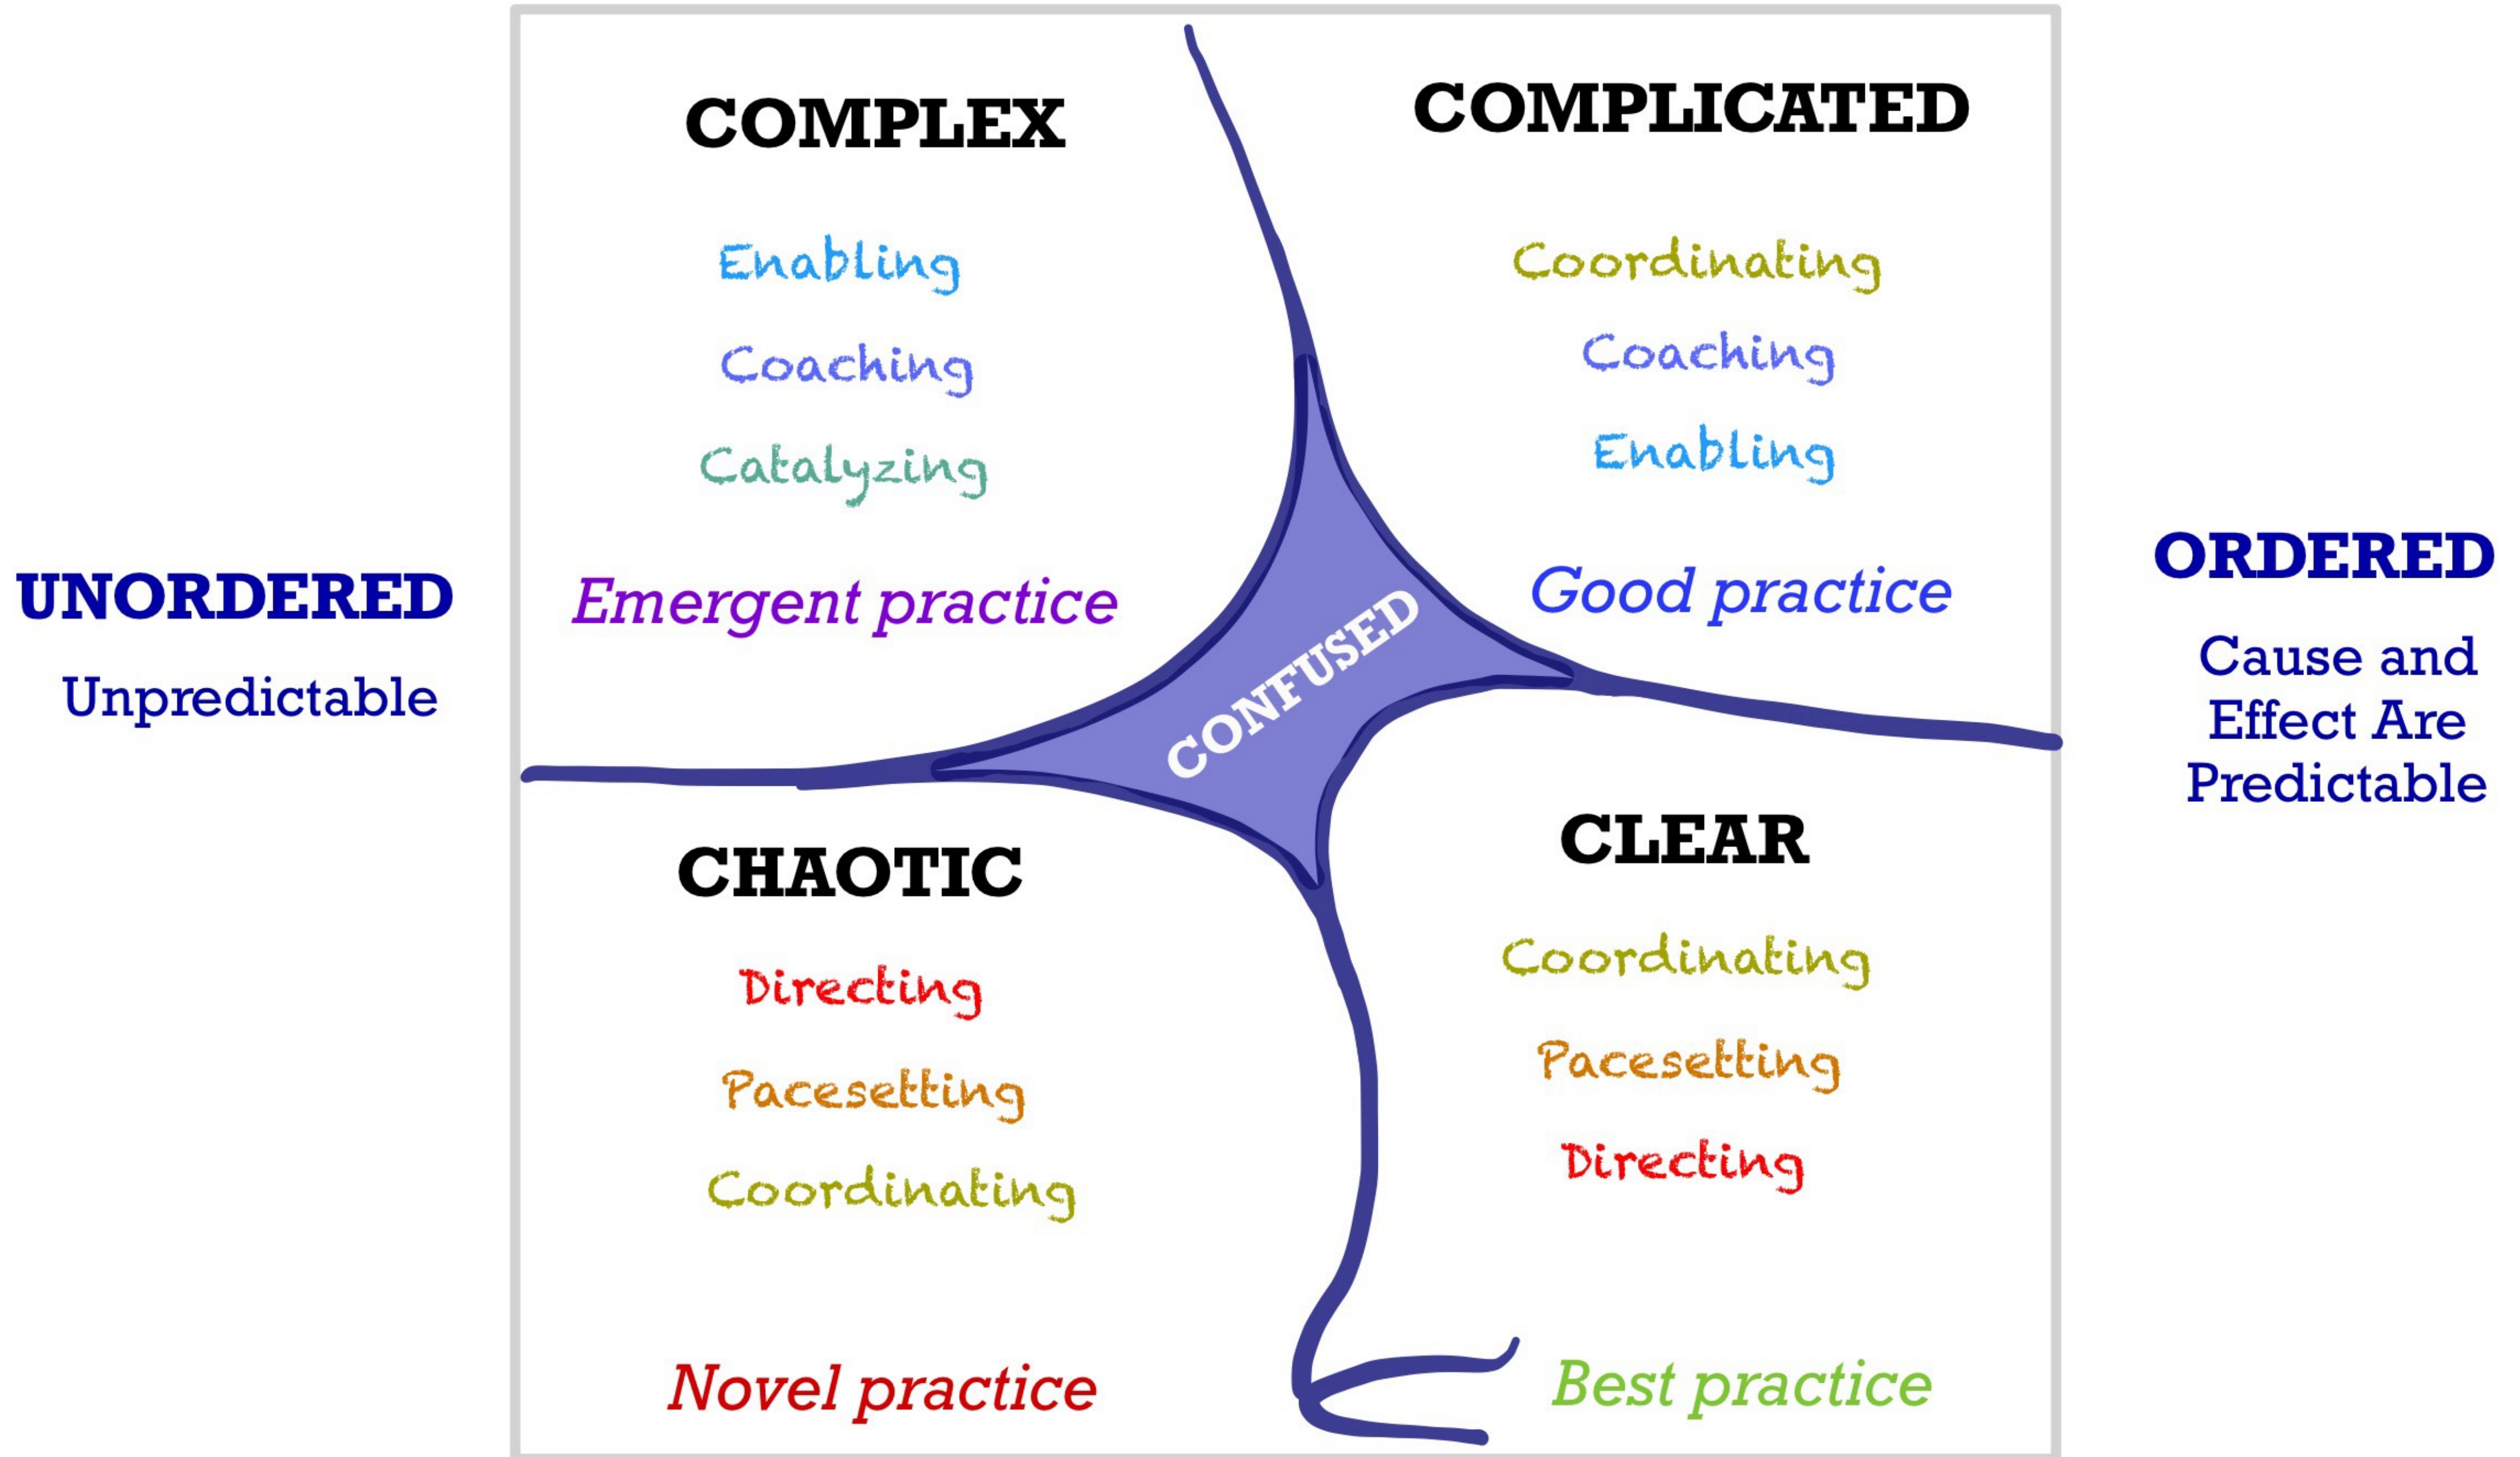 UNORDERED
Unpredictable
COMPLEX
Enabling
Coaching
Catalyzing
Emergent practice
COMPLICATED
Coordinating
Coaching
Enabling
Good practice
CONFUSED
CHAOTIC
Directing
Pacesetting
Coordinating
Novel practice
CLEAR
Coordinating
Pacesetting
Directing
Best practice
ORDERED
Cause and
Effect Are
Predictable